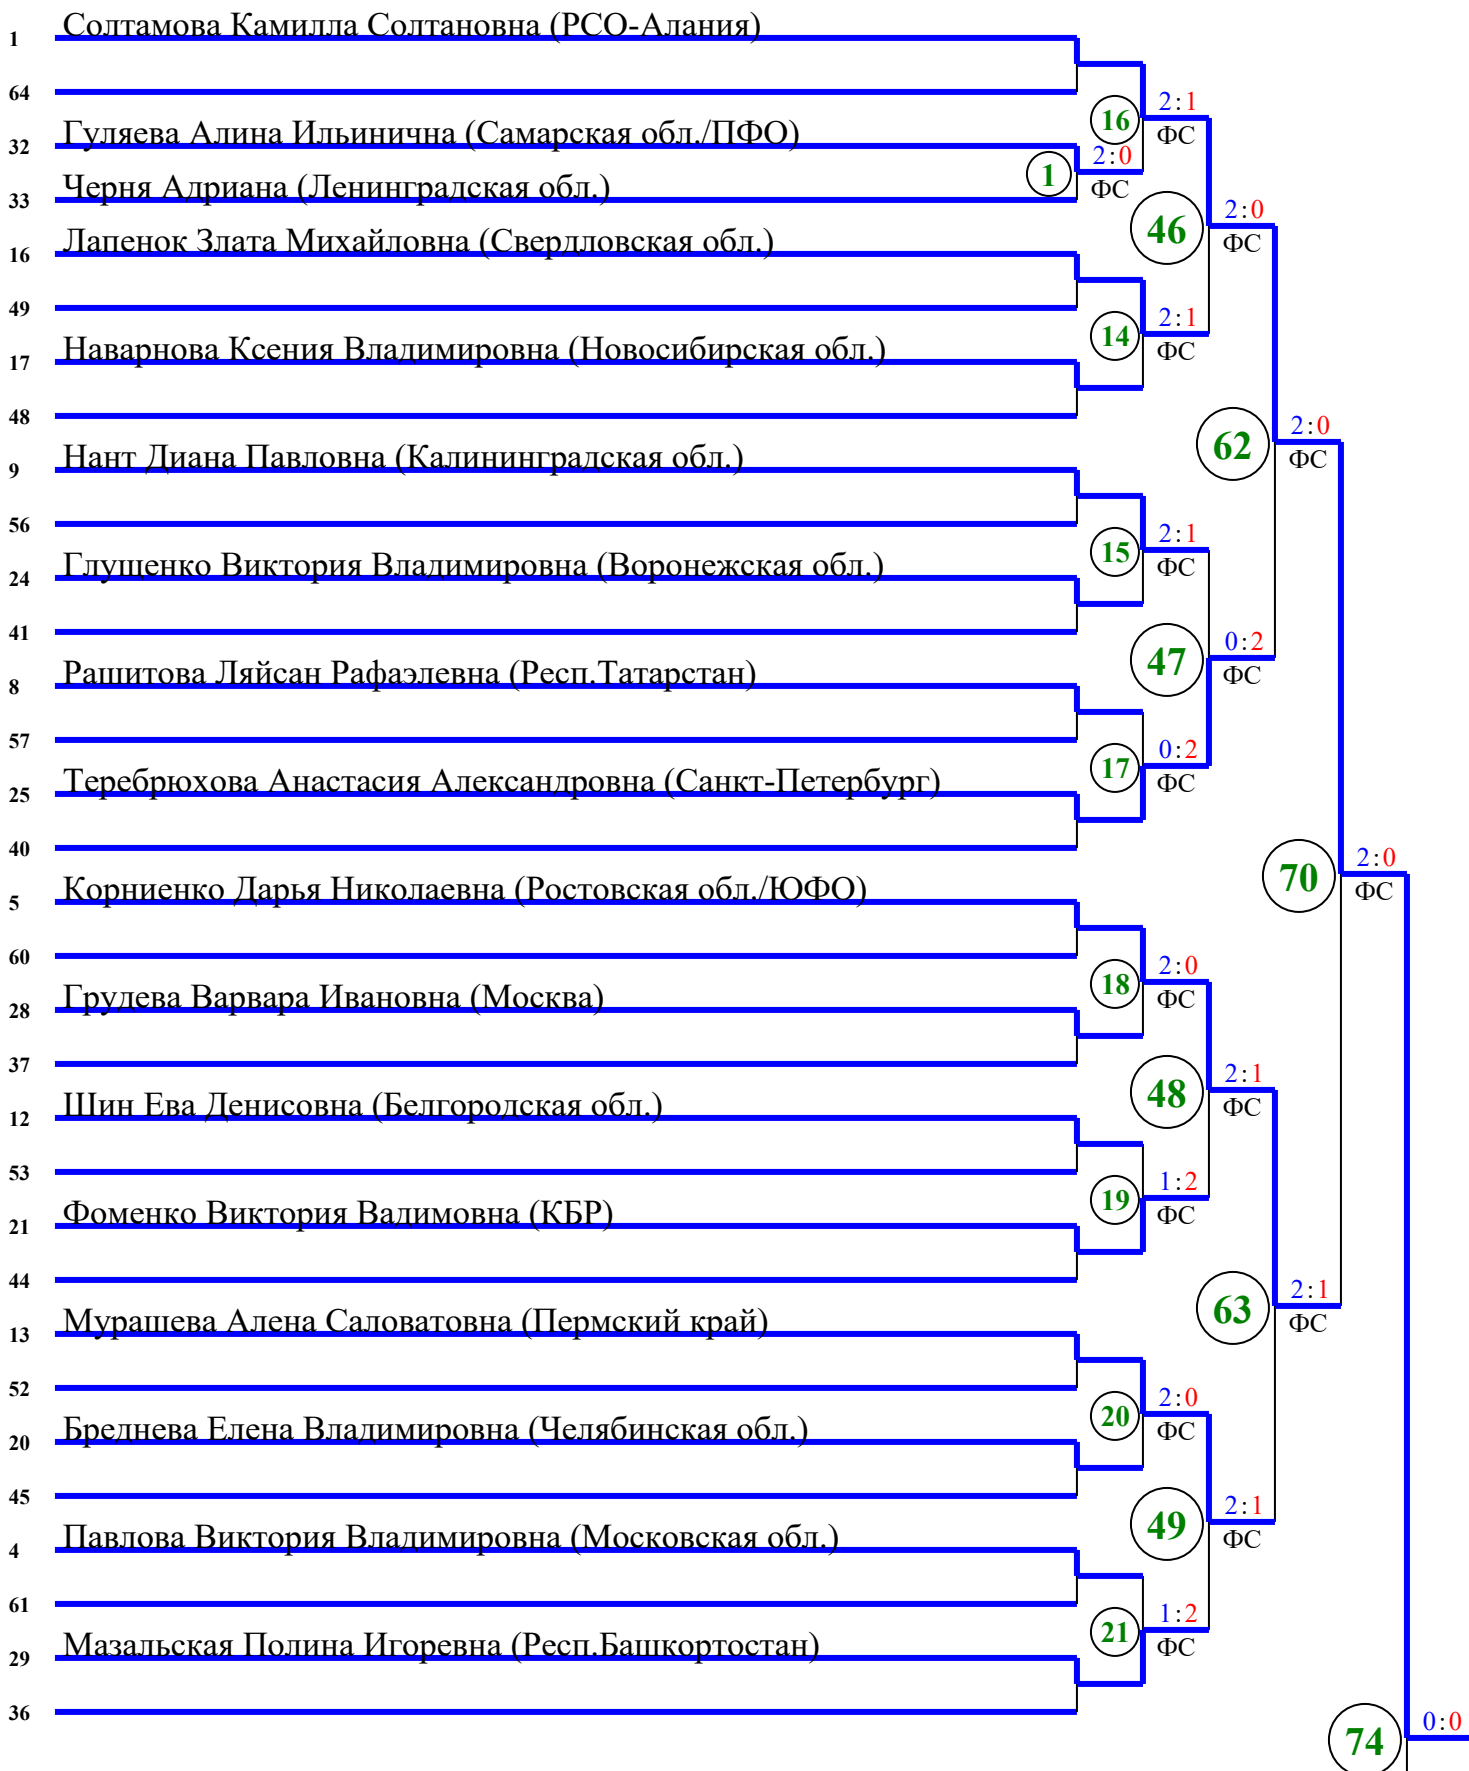 1 Солтамова Камилла Солтановна (РСО-Алания)
64
16 2:1
ФС
32 Гуляева Алина Ильинична (Самарская обл./ПФО)
1 2:0
ФС
33 Черня Адриана (Ленинградская обл.)
46 2:0
ФС
16 Лапенок Злата Михайловна (Свердловская обл.)
49
14 2:1
ФС
17 Наварнова Ксения Владимировна (Новосибирская обл.)
48
62 2:0
ФС
9 Нант Диана Павловна (Калининградская обл.)
56
15 2:1
ФС
24 Глущенко Виктория Владимировна (Воронежская обл.)
41
47 0:2
ФС
8 Рашитова Ляйсан Рафаэлевна (Респ.Татарстан)
57
17 0:2
ФС
25 Теребрюхова Анастасия Александровна (Санкт-Петербург)
40
70 2:0
ФС
5 Корниенко Дарья Николаевна (Ростовская обл./ЮФО)
60
18 2:0
ФС
28 Грудева Варвара Ивановна (Москва)
37
48 2:1
ФС
12 Шин Ева Денисовна (Белгородская обл.)
53
19 1:2
ФС
21 Фоменко Виктория Вадимовна (КБР)
44
63 2:1
ФС
13 Мурашева Алена Саловатовна (Пермский край)
52
20 2:0
ФС
20 Бреднева Елена Владимировна (Челябинская обл.)
45
49 2:1
ФС
4 Павлова Виктория Владимировна (Московская обл.)
61
21 1:2
ФС
29 Мазальская Полина Игоревна (Респ.Башкортостан)
36
74 0:0